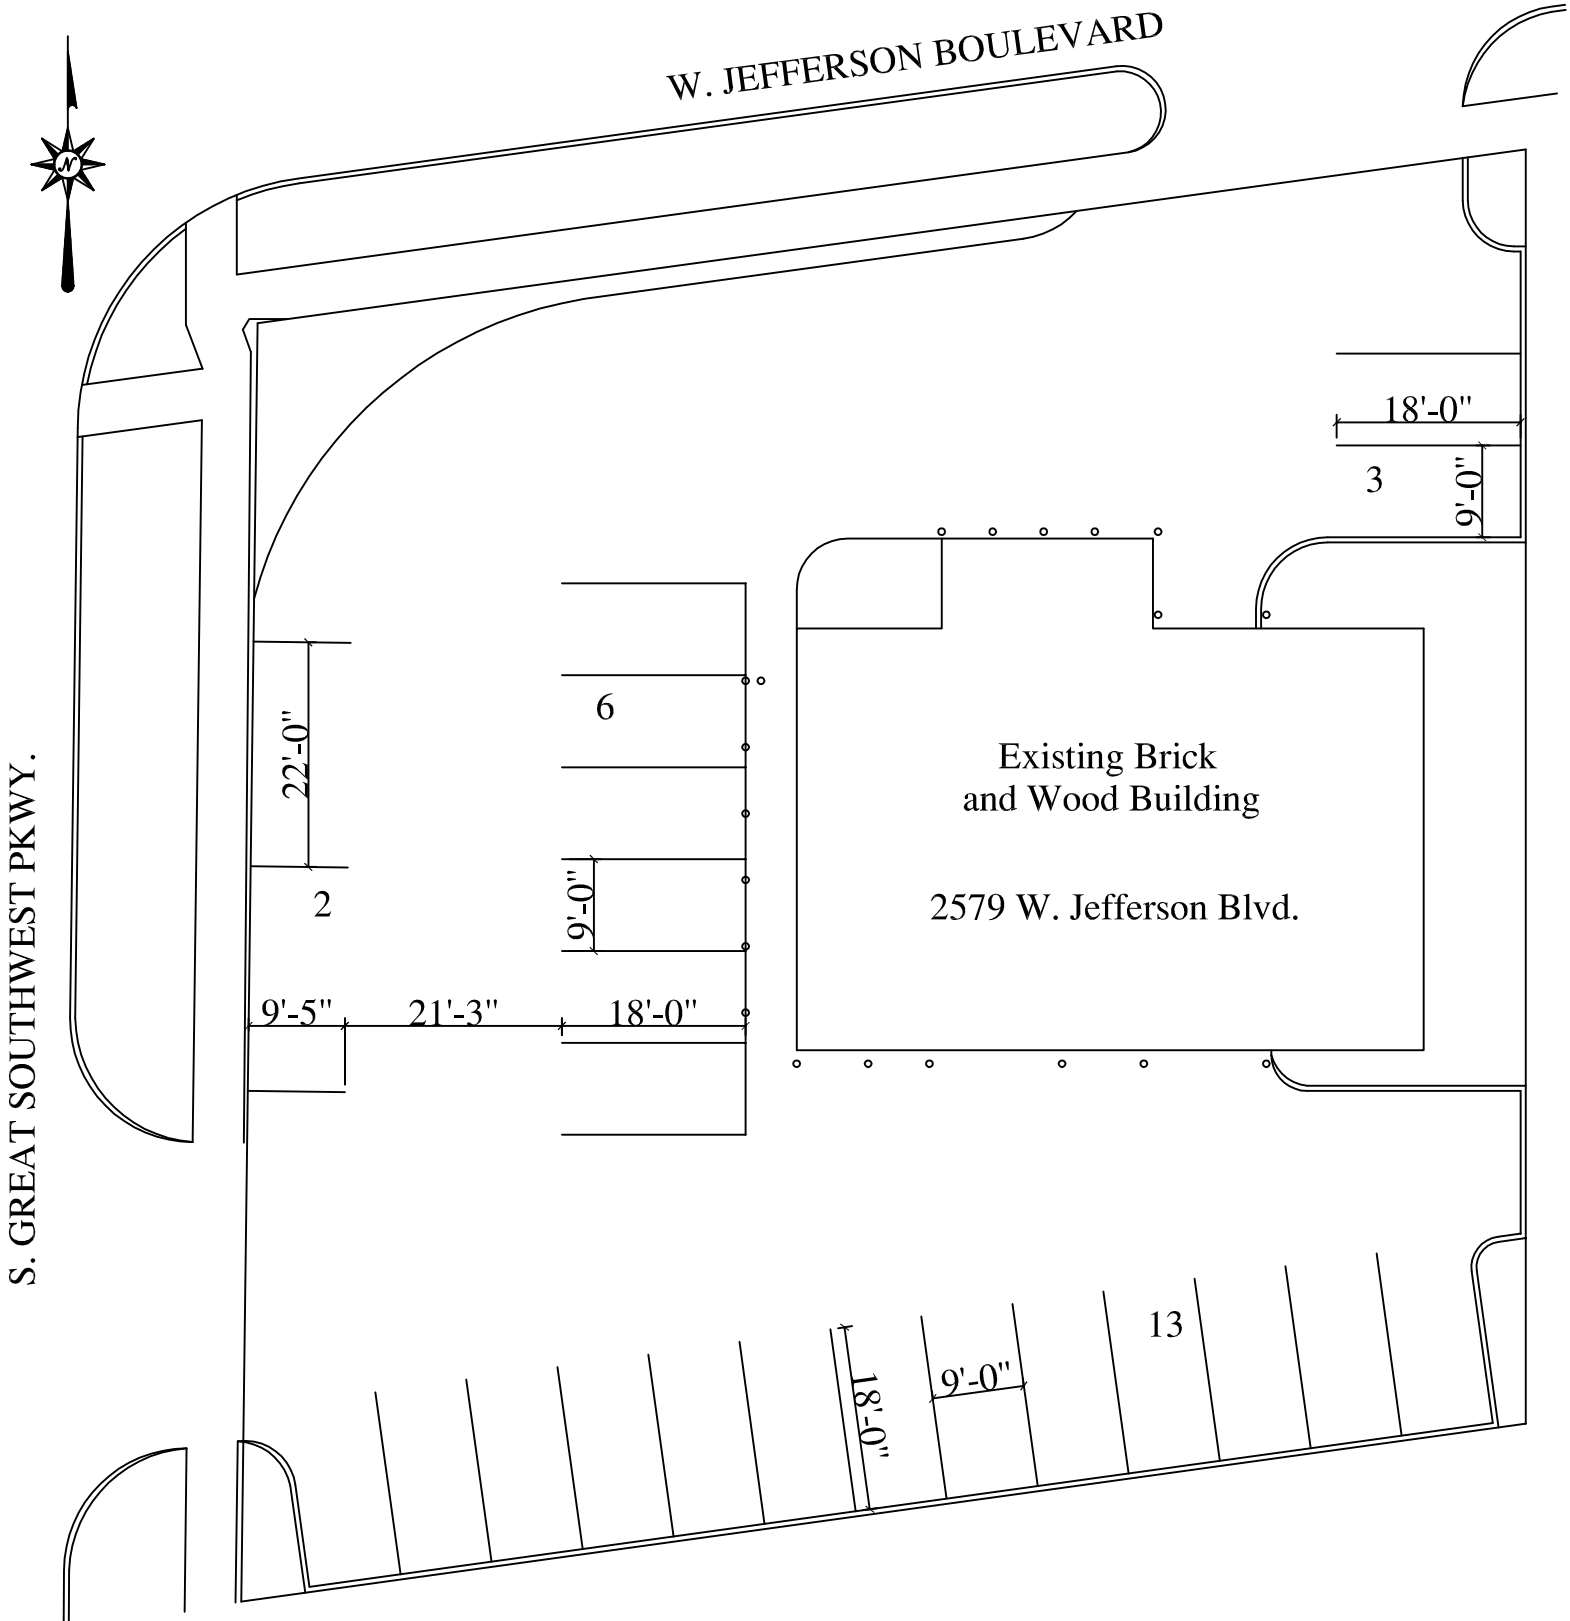 W. JEFFERSON BOULEVARD
N
18'-0"
3
9'-0"
6
22'-0"
Existing Brick
and Wood Building
2
9'-0"
2579 W. Jefferson Blvd.
S. GREAT SOUTHWEST PKWY.
9'-5"
21'-3"
18'-0"
13
9'-0"
18'-0"